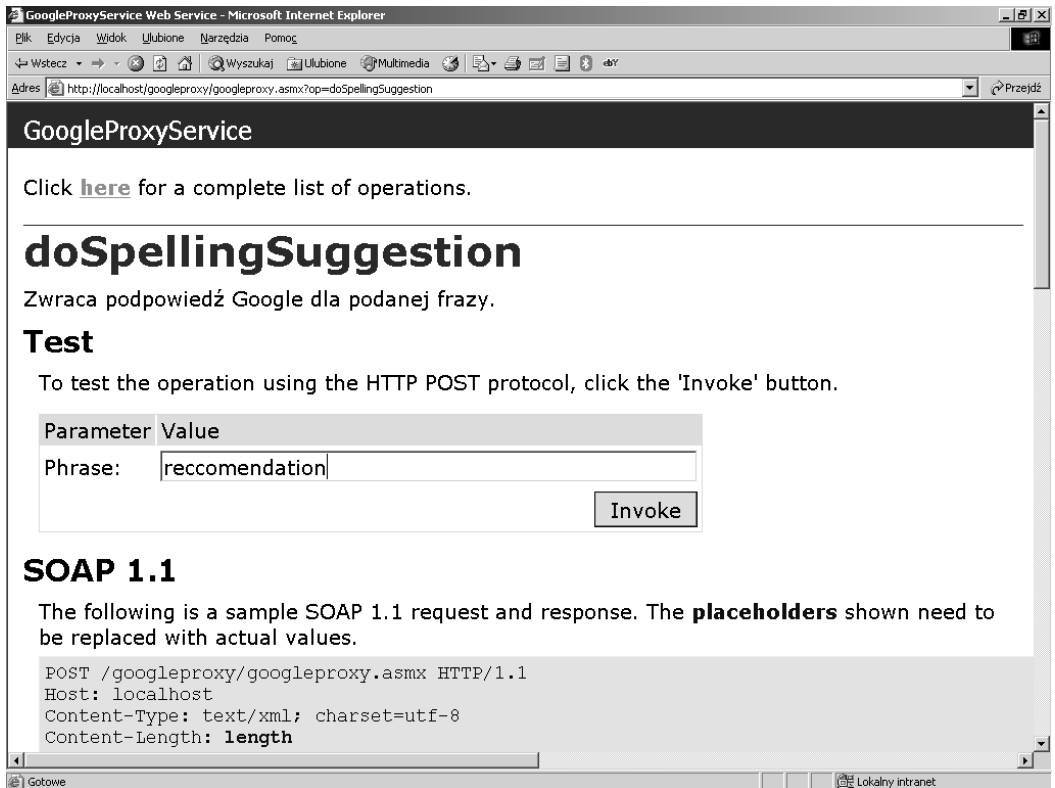 GoogleProxyService Web Service - Microsoft Internet Explorer
Plik Edycja Widok Ulubione Narzędzia Pomoc
Wstecz Wyszukaj Ulubione Multimedia
Adres http://localhost/googleproxy/googleproxy.asmx?op=doSpellingSuggestion Przejdź
GoogleProxyService
Click here for a complete list of operations.
doSpellingSuggestion
Zwraca podpowiedź Google dla podanej frazy.
Test
To test the operation using the HTTP POST protocol, click the 'Invoke' button.
Parameter Value
Phrase: reccomendation
Invoke
SOAP 1.1
The following is a sample SOAP 1.1 request and response. The placeholders shown need to
be replaced with actual values.
POST /googleproxy/googleproxy.asmx HTTP/1.1
Host: localhost
Content-Type: text/xml; charset=utf-8
Content-Length: length
Gotowe Lokalny intranet